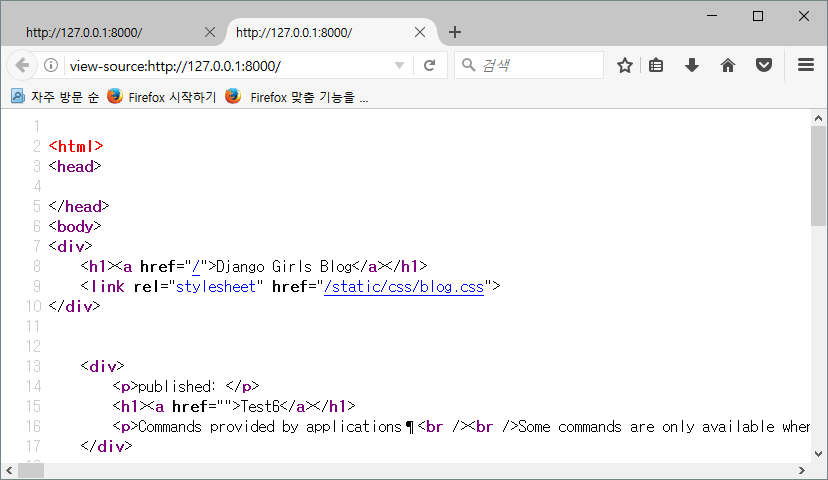 http://127.0.0.1:8000/ http://127.0.0.1:8000/
view-source:http://127.0.0.1:8000/ 검색
자주 방문 순 Firefox 시작하기 Firefox 맞춤 기능을 ...
1
2 <html>
3 <head>
4
5 </head>
6 <body>
7 <div>
8 <h1><a href="/">Django Girls Blog</a></h1>
9 <link rel="stylesheet" href="/static/css/blog.css">
10 </div>
11
12
13 <div>
14 <p>published: </p>
15 <h1><a href="">Test6</a></h1>
16 <p>Commands provided by applications¶<br /><br />Some commands are only available when
17 </div>